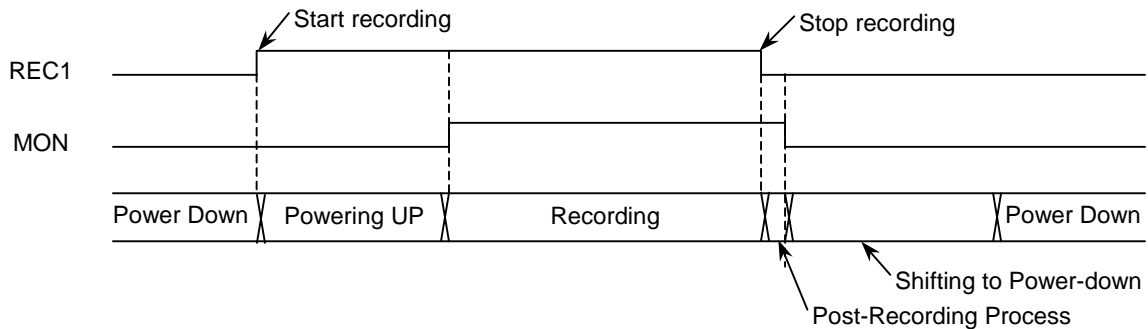 Start recording
Stop recording
REC1
MON
Power Down
Powering UP
Recording
Power Down
Shifting to Power-down
Post-Recording Process